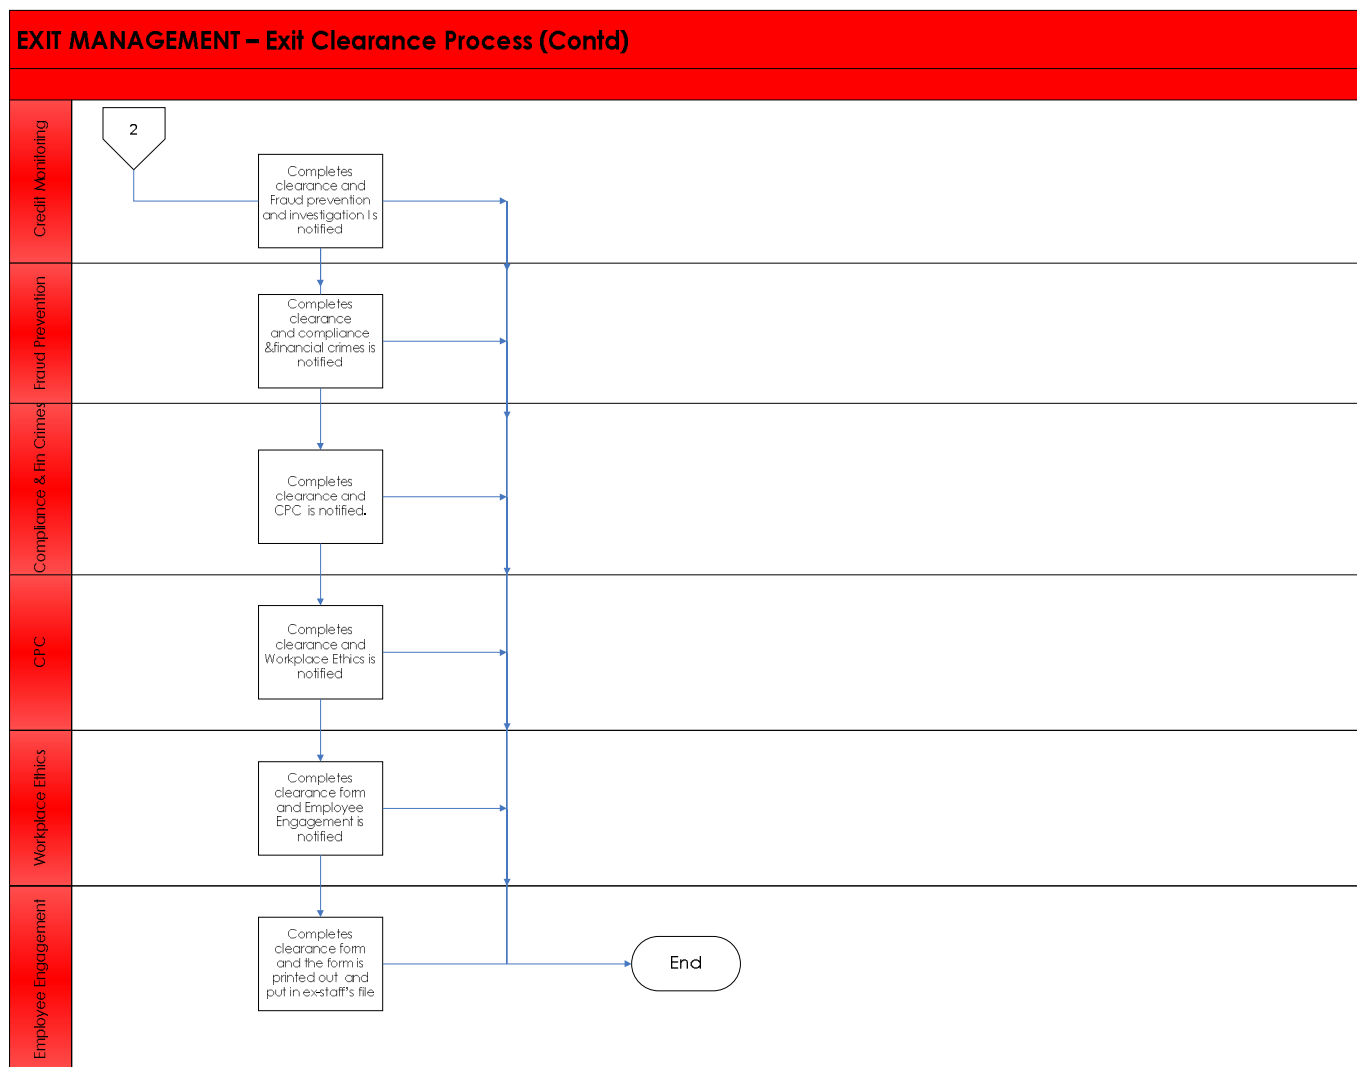 EXIT MANAGEMENT – Exit Clearance Process (Contd)
Credit Monitoring
2
Completes
clearance and
Fraud prevention
and investigation Is
notified
Fraud Prevention
Completes
clearance
and compliance
&financial crimes is
notified
Compliance & Fin Crimes
Completes
clearance and
CPC is notified.
CPC
Completes
clearance and
Workplace Ethics is
notified
Workplace Ethics
Completes
clearance form
and Employee
Engagement is
notified
Employee Engagement
Completes
clearance form
and the form is
printed out and
put in ex-staff's file
End